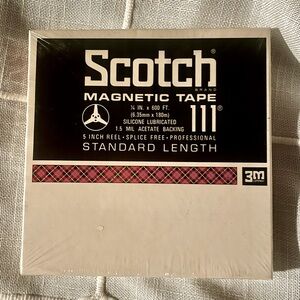 Scotch®
BRAND
MAGNETIC TAPE
¼ IN. x 600 FT.
(6.35mm x 180m)
SILICONE LUBRICATED
1.5 MIL ACETATE BACKING
111®
5 INCH REEL • SPLICE FREE • PROFESSIONAL
STANDARD LENGTH
3M